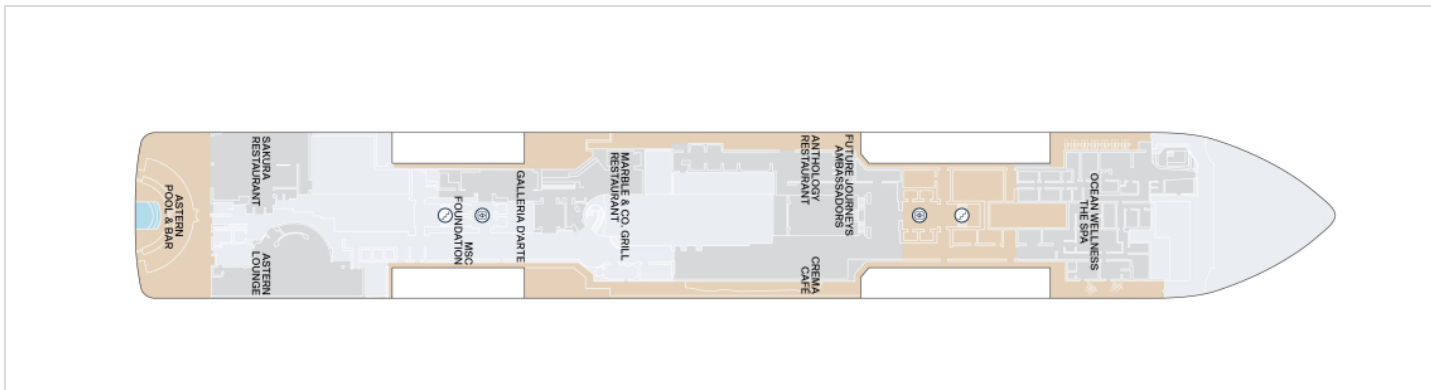 ASTERN
POOL & BAR
SAKURA
RESTAURANT
ASTERN
LOUNGE
MSC
FOUNDATION
GALLERIA D'ARTE
MARBLE & CO. GRILL
RESTAURANT
FUTURE JOURNEYS
AMBASSADORS
ANTHOLOGY
RESTAURANT
CREMA
CAFÉ
OCEAN WELLNESS
THE SPA